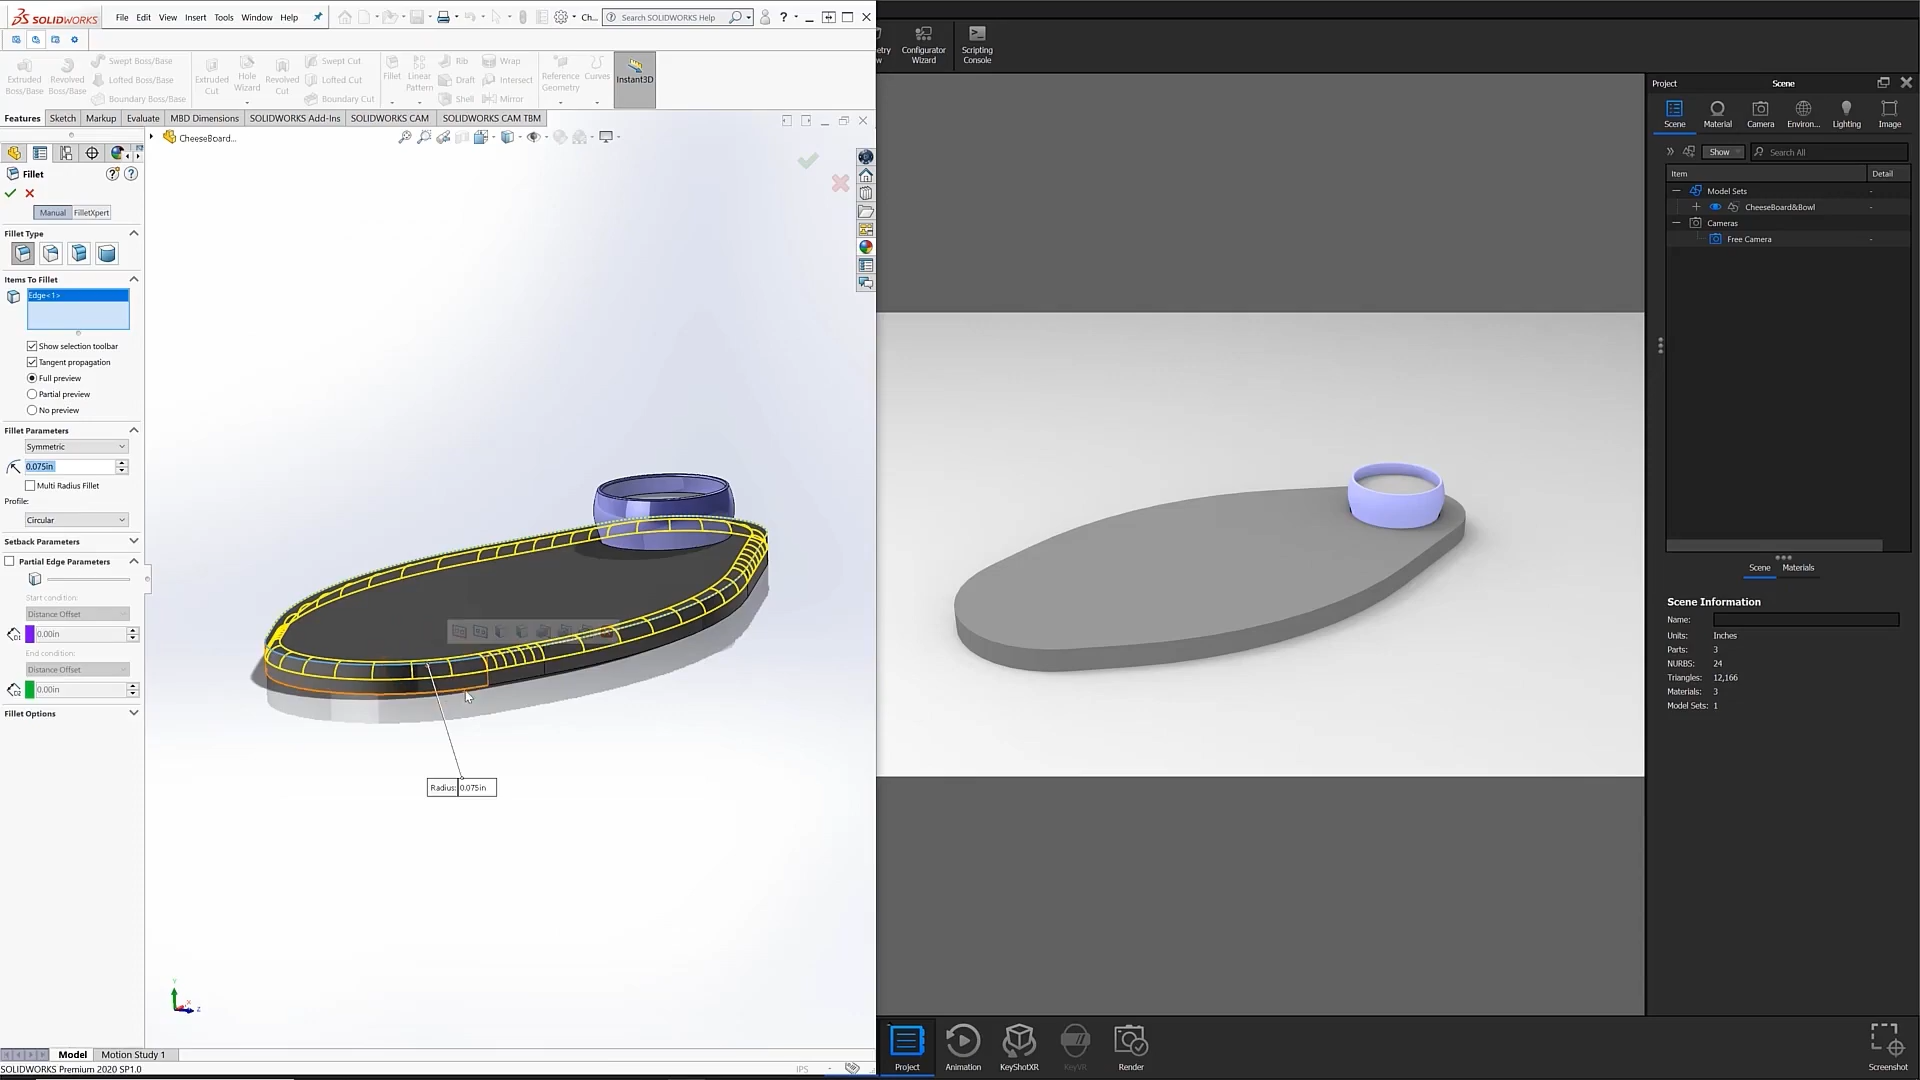 SOLIDWORKS File Edit View Insert Tools Window Help Ch... Search SOLIDWORKS Help
Extruded Boss/Base
Revolved Boss/Base
Swept Boss/Base
Lofted Boss/Base
Boundary Boss/Base
Extruded Cut
Hole Wizard
Revolved Cut
Swept Cut
Lofted Cut
Boundary Cut
Fillet
Linear Pattern
Rib
Draft
Shell
Wrap
Intersect
Mirror
Reference Geometry
Curves
Instant3D
Configurator Wizard
Scripting Console
Features Sketch Markup Evaluate MBD Dimensions SOLIDWORKS Add-Ins SOLIDWORKS CAM SOLIDWORKS CAM TBM
CheeseBoard...
Fillet
Manual FilletXpert
Fillet Type
Items To Fillet
Edge<1>
Show selection toolbar
Tangent propagation
Full preview
Partial preview
No preview
Fillet Parameters
Symmetric
0.075in
Multi Radius Fillet
Profile:
Circular
Setback Parameters
Partial Edge Parameters
Start condition:
Distance Offset
0.00in
End condition:
Distance Offset
0.00in
Fillet Options
Radius: 0.075in
Model Motion Study 1
SOLIDWORKS Premium 2020 SP1.0
IPS
Project Scene
Scene Material Camera Environ... Lighting Image
Show Search All
Item Detail
Model Sets -
CheeseBoard&Bowl -
Cameras
Free Camera -
Scene Materials
Scene Information
Name:
Units: Inches
Parts: 3
NURBS: 24
Triangles: 12,166
Materials: 3
Model Sets: 1
Project Animation KeyShotXR KeyVR Render Screenshot